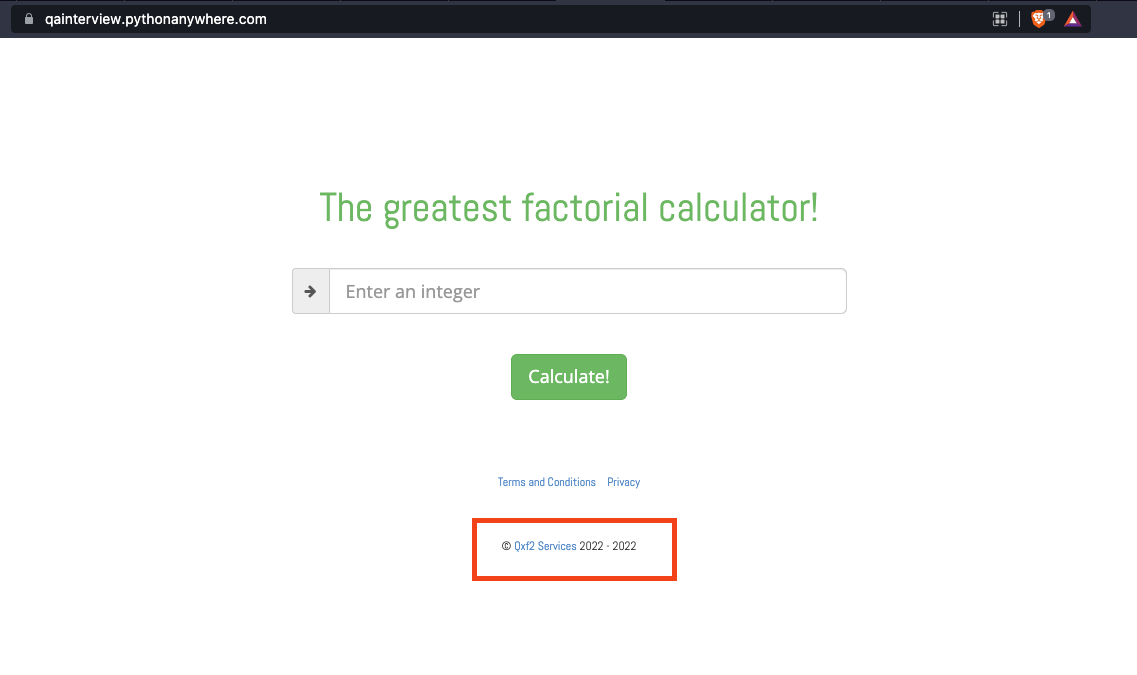 qainterview.pythonanywhere.com
1
The greatest factorial calculator!
Enter an integer
Calculate!
Terms and Conditions Privacy
© Qxf2 Services 2022 - 2022